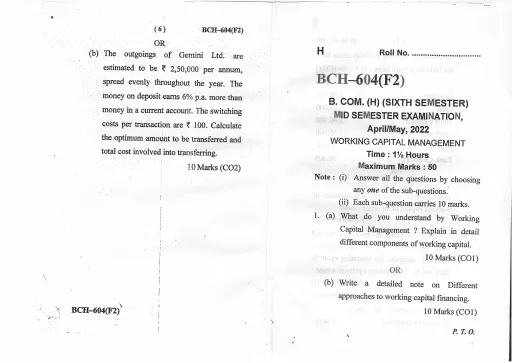 ( 6 ) BCH–604(F2)
OR
(b) The outgoings of Gemini Ltd. are
estimated to be ₹ 2,50,000 per annum,
spread evenly throughout the year. The
money on deposit earns 6% p.a. more than
money in a current account. The switching
costs per transaction are ₹ 100. Calculate
the optimum amount to be transferred and
total cost involved into transferring.
10 Marks (CO2)
BCH–604(F2)
H Roll No. ..............................
BCH–604(F2)
B. COM. (H) (SIXTH SEMESTER)
MID SEMESTER EXAMINATION,
April/May, 2022
WORKING CAPITAL MANAGEMENT
Time : 1½ Hours
Maximum Marks : 50
Note : (i) Answer all the questions by choosing
any one of the sub-questions.
(ii) Each sub-question carries 10 marks.
1. (a) What do you understand by Working
Capital Management ? Explain in detail
different components of working capital.
10 Marks (CO1)
OR
(b) Write a detailed note on Different
approaches to working capital financing.
10 Marks (CO1)
P. T. O.